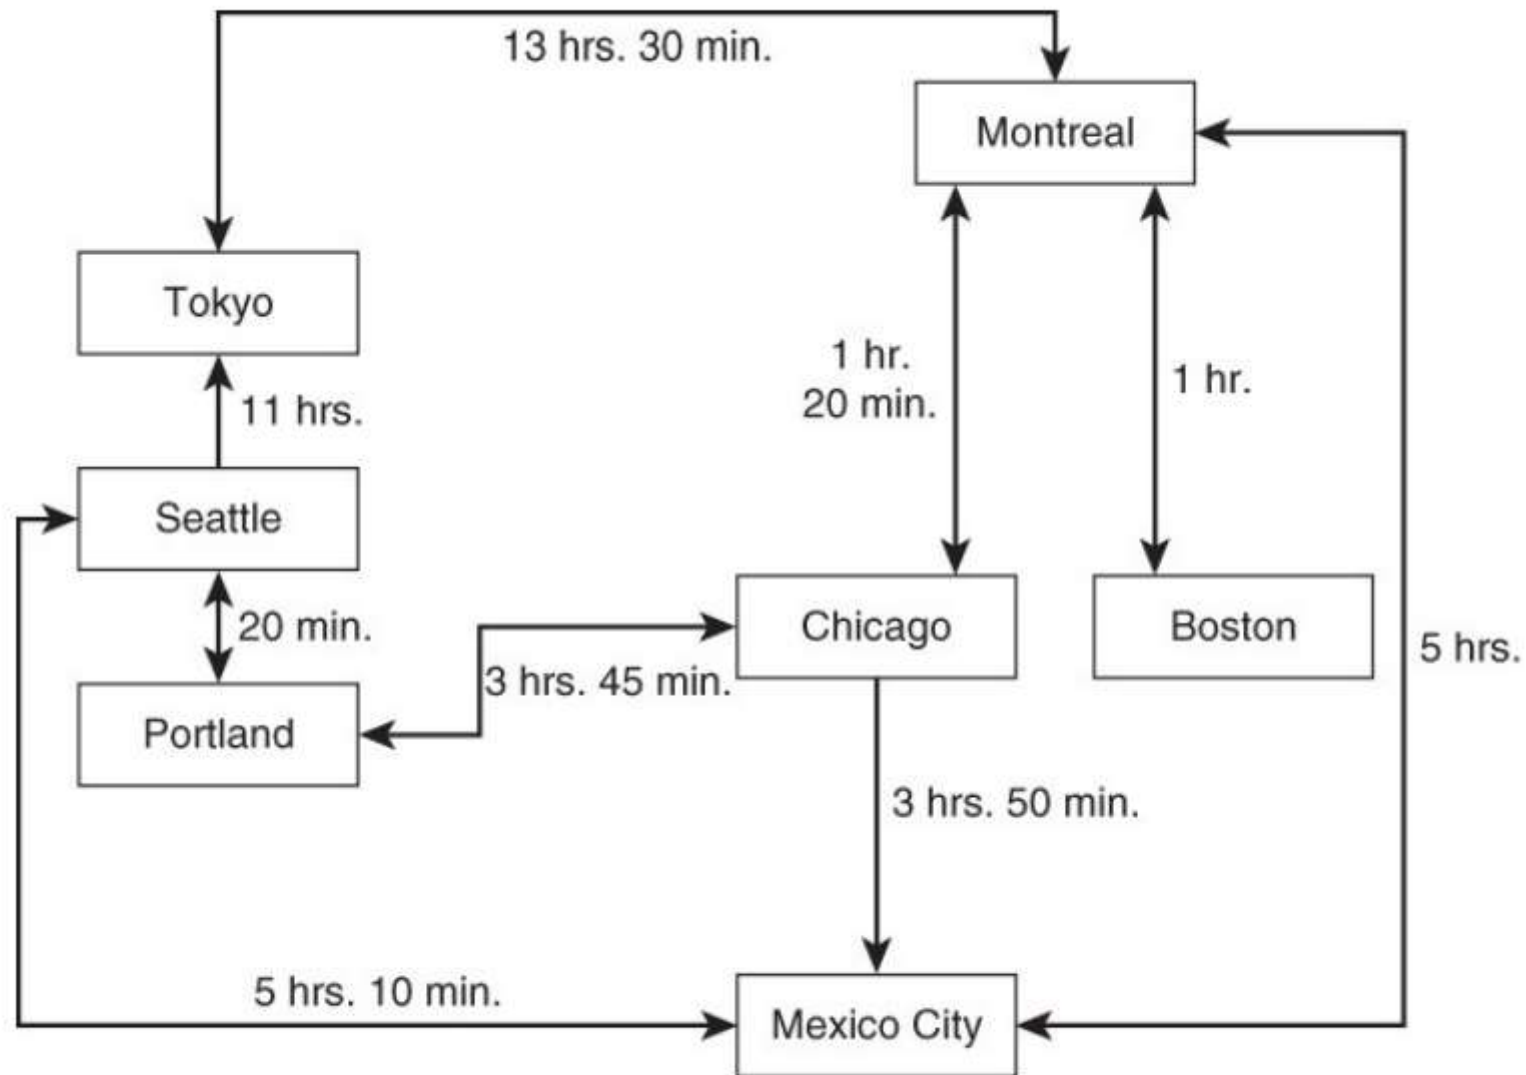 13 hrs. 30 min.
Montreal
Tokyo
1 hr.
20 min.
1 hr.
11 hrs.
Seattle
20 min.
Chicago
Boston
5 hrs.
3 hrs. 45 min.
Portland
3 hrs. 50 min.
5 hrs. 10 min.
Mexico City